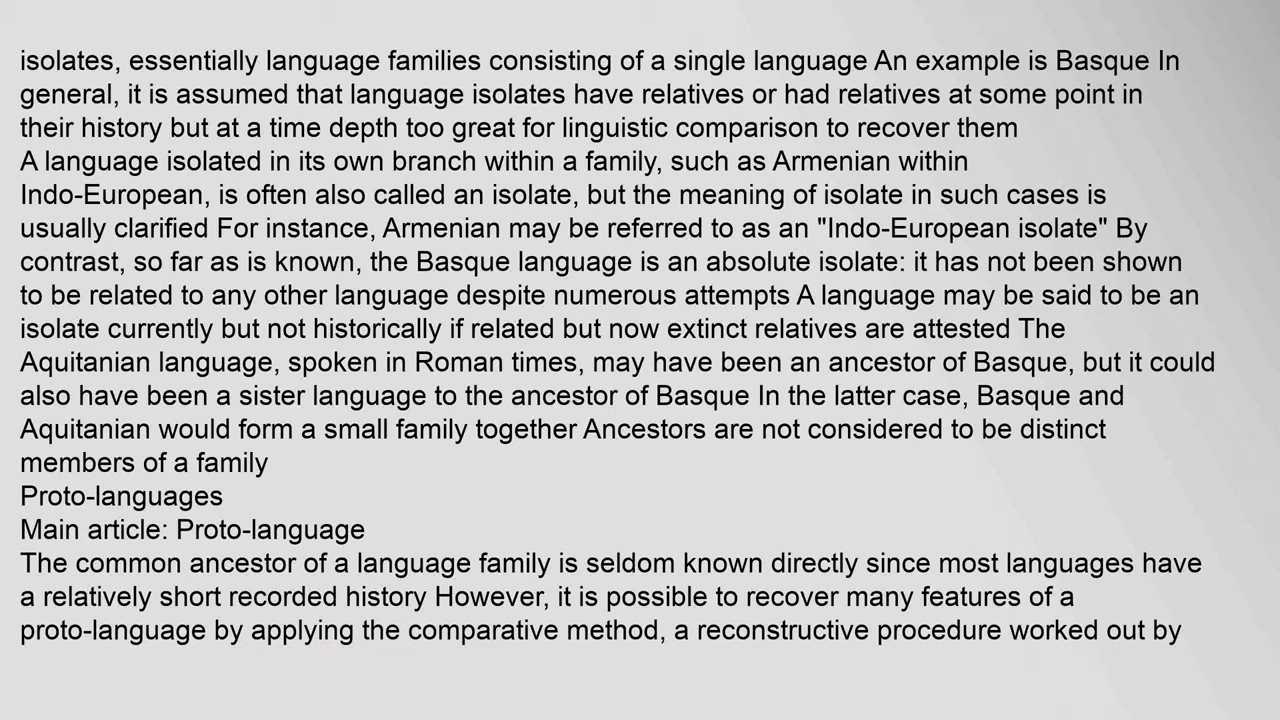 isolates, essentially language families consisting of a single language An example is Basque In
general, it is assumed that language isolates have relatives or had relatives at some point in
their history but at a time depth too great for linguistic comparison to recover them
A language isolated in its own branch within a family, such as Armenian within
Indo-European, is often also called an isolate, but the meaning of isolate in such cases is
usually clarified For instance, Armenian may be referred to as an "Indo-European isolate" By
contrast, so far as is known, the Basque language is an absolute isolate: it has not been shown
to be related to any other language despite numerous attempts A language may be said to be an
isolate currently but not historically if related but now extinct relatives are attested The
Aquitanian language, spoken in Roman times, may have been an ancestor of Basque, but it could
also have been a sister language to the ancestor of Basque In the latter case, Basque and
Aquitanian would form a small family together Ancestors are not considered to be distinct
members of a family
Proto-languages
Main article: Proto-language
The common ancestor of a language family is seldom known directly since most languages have
a relatively short recorded history However, it is possible to recover many features of a
proto-language by applying the comparative method, a reconstructive procedure worked out by